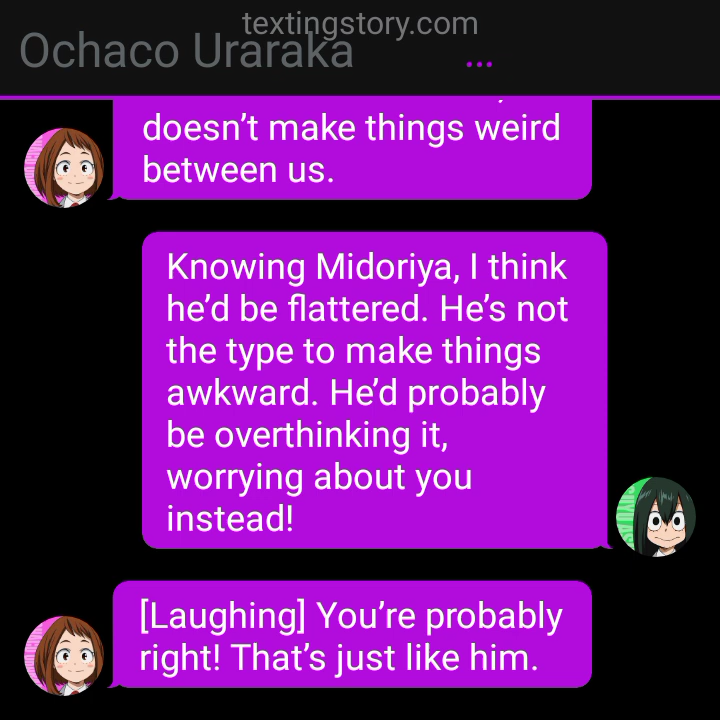 textingstory.com
Ochaco Uraraka
...
doesn’t make things weird
between us.
Knowing Midoriya, I think
he’d be flattered. He’s not
the type to make things
awkward. He’d probably
be overthinking it,
worrying about you
instead!
[Laughing] You’re probably
right! That’s just like him.